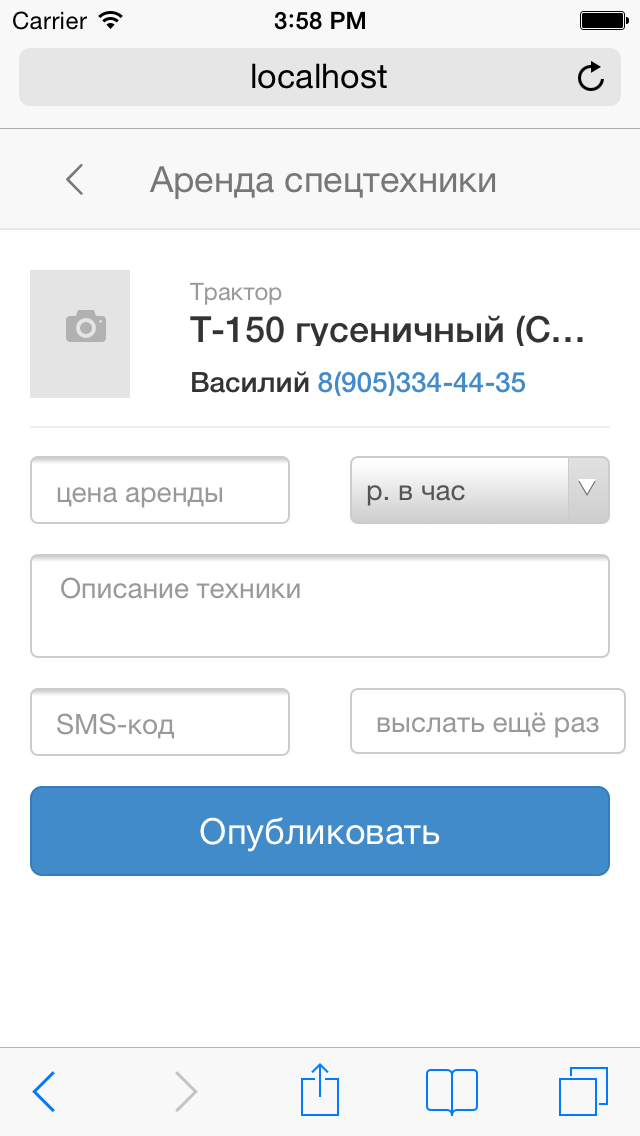 Carrier 3:58 PM
localhost
Аренда спецтехники
Трактор
Т-150 гусеничный (С...
Василий 8(905)334-44-35
цена аренды р. в час
Описание техники
SMS-код выслать ещё раз
Опубликовать